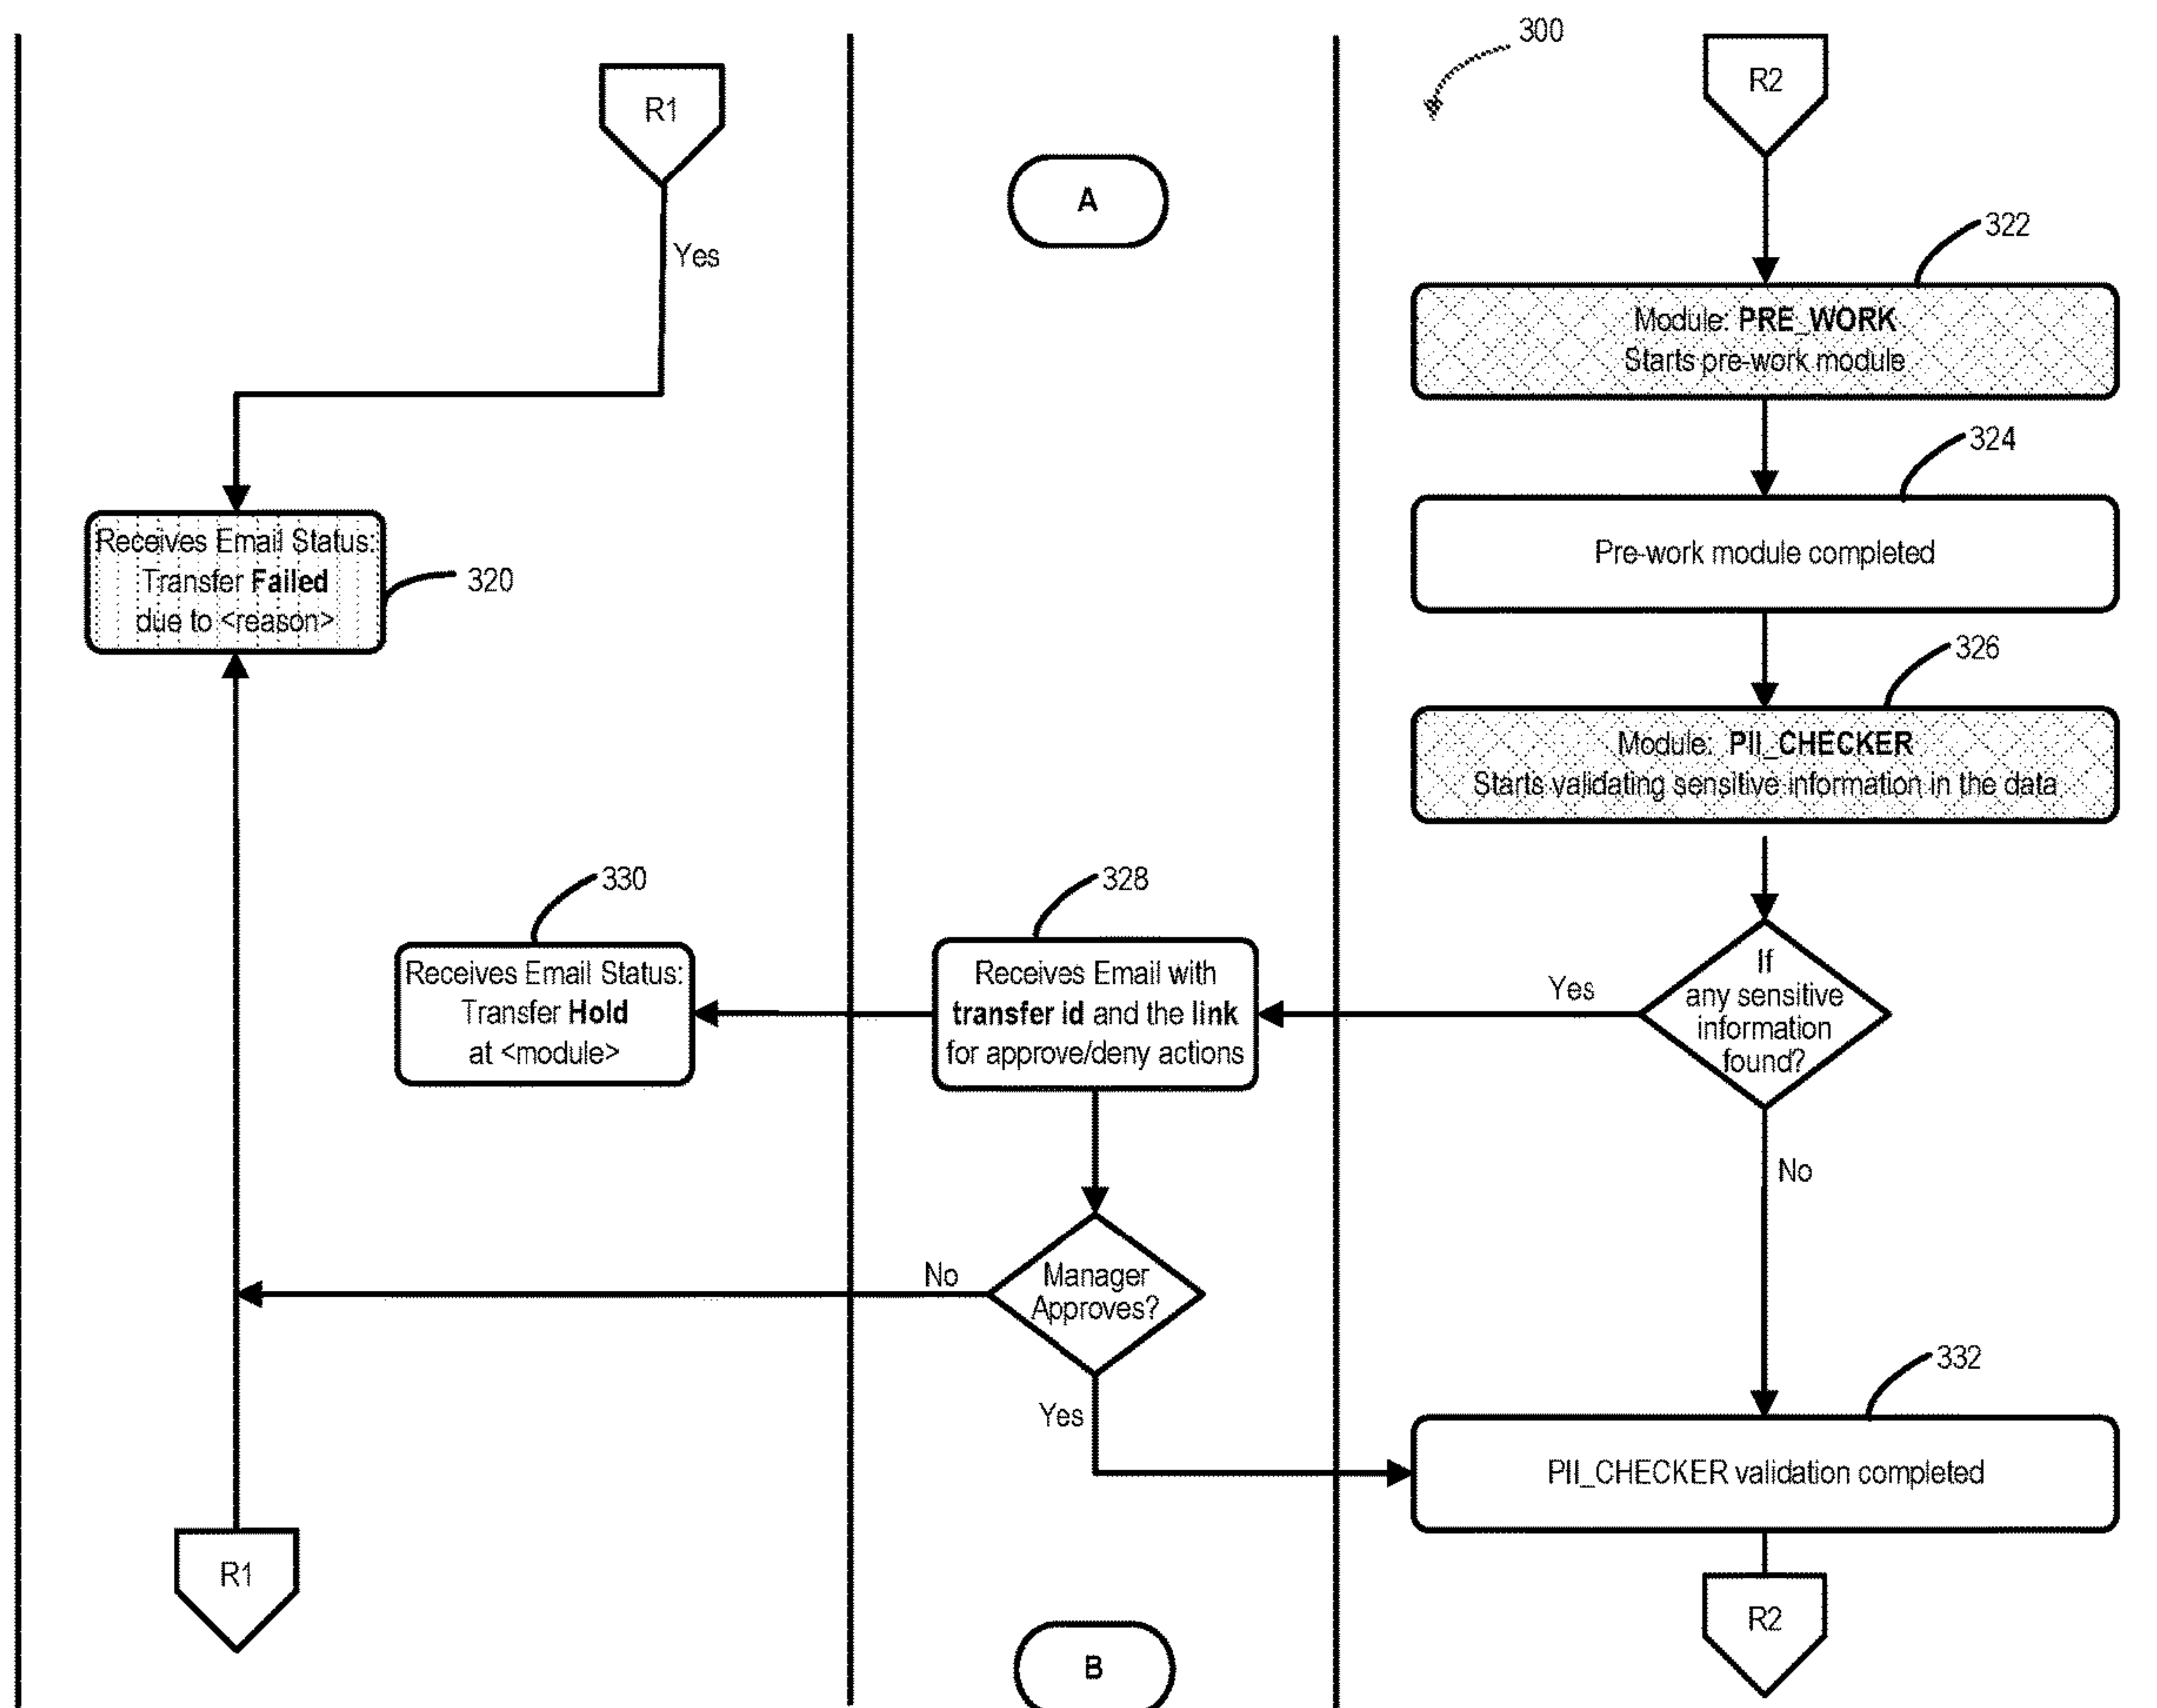 300
R1
R2
A
Yes
322
Module: PRE_WORK
Starts pre-work module
324
Pre-work module completed
Receives Email Status:
Transfer Failed
due to <reason>
320
326
Module: PII_CHECKER
Starts validating sensitive information in the data
330
328
Receives Email Status:
Transfer Hold
at <module>
Receives Email with
transfer id and the link
for approve/deny actions
Yes
If
any sensitive
information
found?
No
No
Manager
Approves?
Yes
332
PII_CHECKER validation completed
R1
R2
B